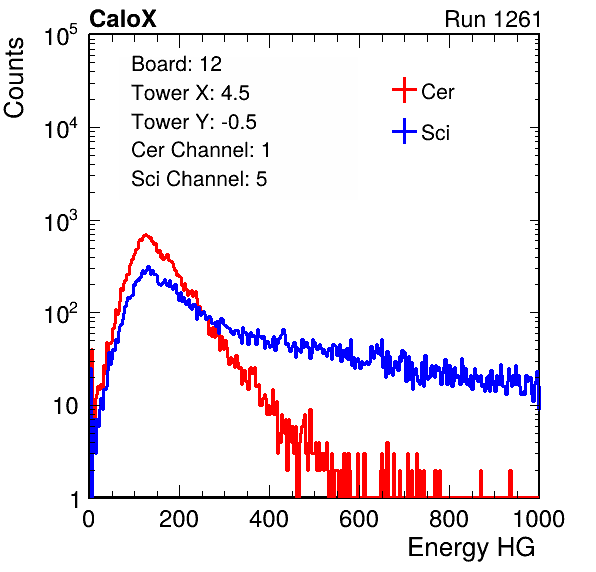 CaloX Run 1261
Counts
10^5
10^4
10^3
10^2
10
1
Board: 12
Tower X: 4.5
Tower Y: -0.5
Cer Channel: 1
Sci Channel: 5
Cer
Sci
0 200 400 600 800 1000
Energy HG